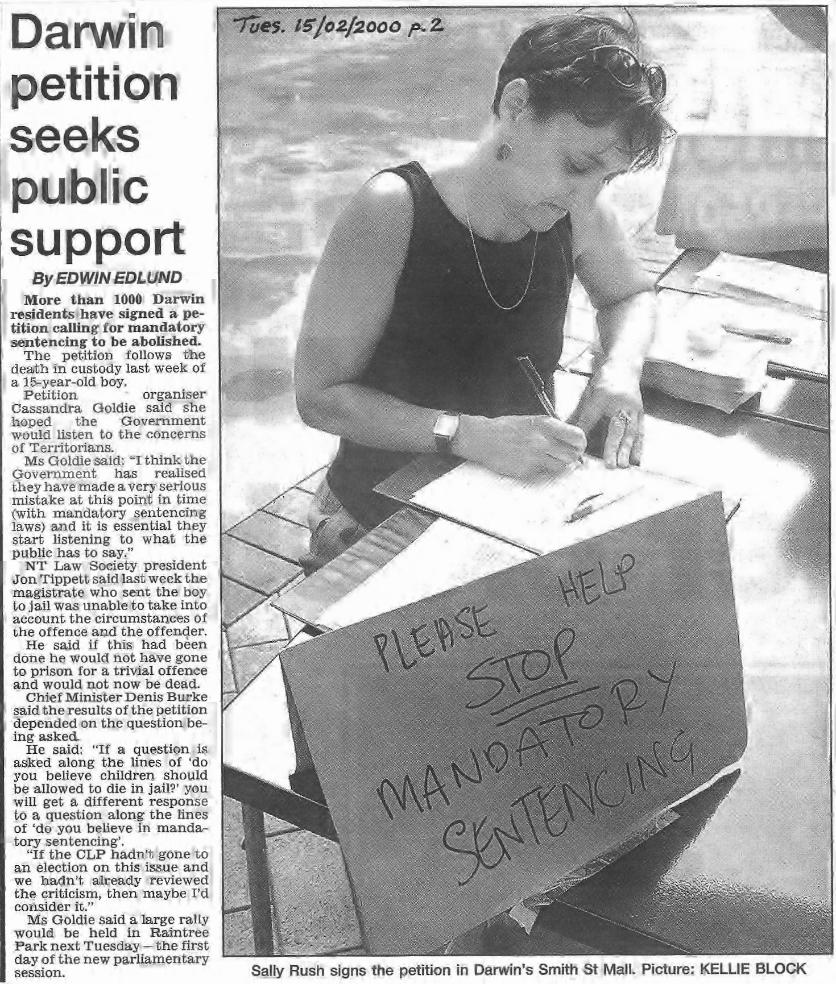 Darwin
petition
seeks
public
support
By EDWIN EDLUND
More than 1000 Darwin
residents have signed a pe-
tition calling for mandatory
sentencing to be abolished.
The petition follows the
death in custody last week of
a 15-year-old boy.
Petition organiser
Cassandra Goldie said she
hoped the Government
would listen to the concerns
of Territorians.
Ms Goldie said: "I think the
Government has realised
they have made a very serious
mistake at this point in time
(with mandatory sentencing
laws) and it is essential they
start listening to what the
public has to say."
NT Law Society president
Jon Tippett said last week the
magistrate who sent the boy
to jail was unable to take into
account the circumstances of
the offence and the offender.
He said if this had been
done he would not have gone
to prison for a trivial offence
and would not now be dead.
Chief Minister Denis Burke
said the results of the petition
depended on the question be-
ing asked.
He said: "If a question is
asked along the lines of 'do
you believe children should
be allowed to die in jail?' you
will get a different response
to a question along the lines
of 'do you believe in manda-
tory sentencing'.
"If the CLP hadn't gone to
an election on this issue and
we hadn't already reviewed
the criticism, then maybe I'd
consider it."
Ms Goldie said a large rally
would be held in Raintree
Park next Tuesday – the first
day of the new parliamentary
session.
Tues. 15/02/2000 p.2
PLEASE HELP
STOP
MANDATORY
SENTENCING
Sally Rush signs the petition in Darwin's Smith St Mall. Picture: KELLIE BLOCK